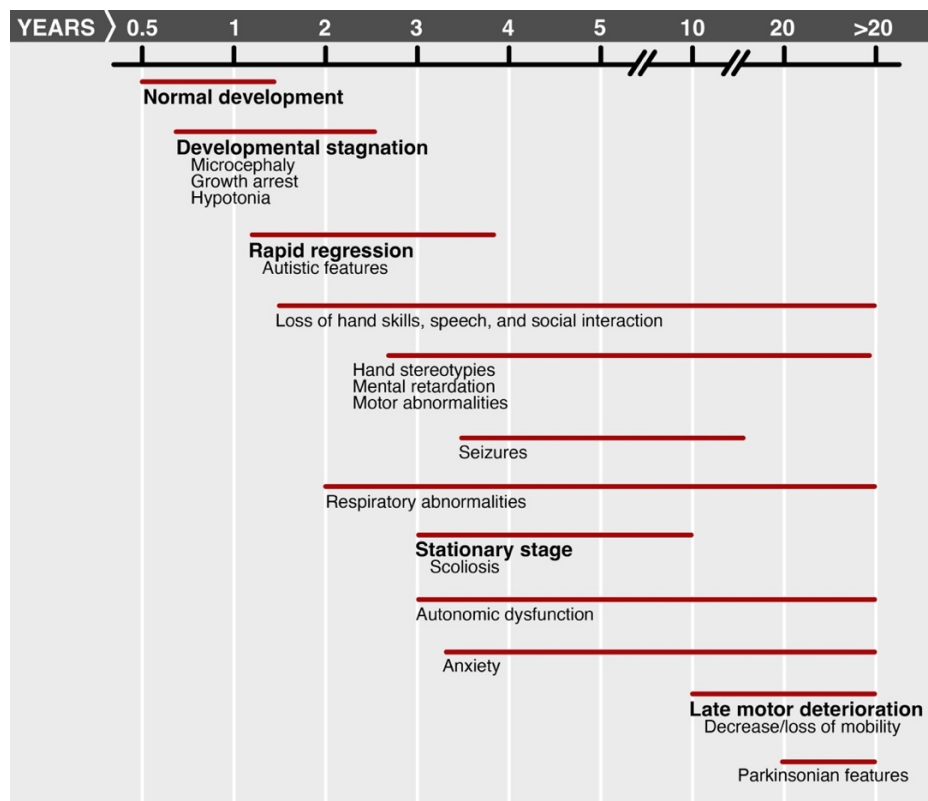 YEARS 0.5 1 2 3 4 5 10 20 >20
Normal development
Developmental stagnation
Microcephaly
Growth arrest
Hypotonia
Rapid regression
Autistic features
Loss of hand skills, speech, and social interaction
Hand stereotypies
Mental retardation
Motor abnormalities
Seizures
Respiratory abnormalities
Stationary stage
Scoliosis
Autonomic dysfunction
Anxiety
Late motor deterioration
Decrease/loss of mobility
Parkinsonian features